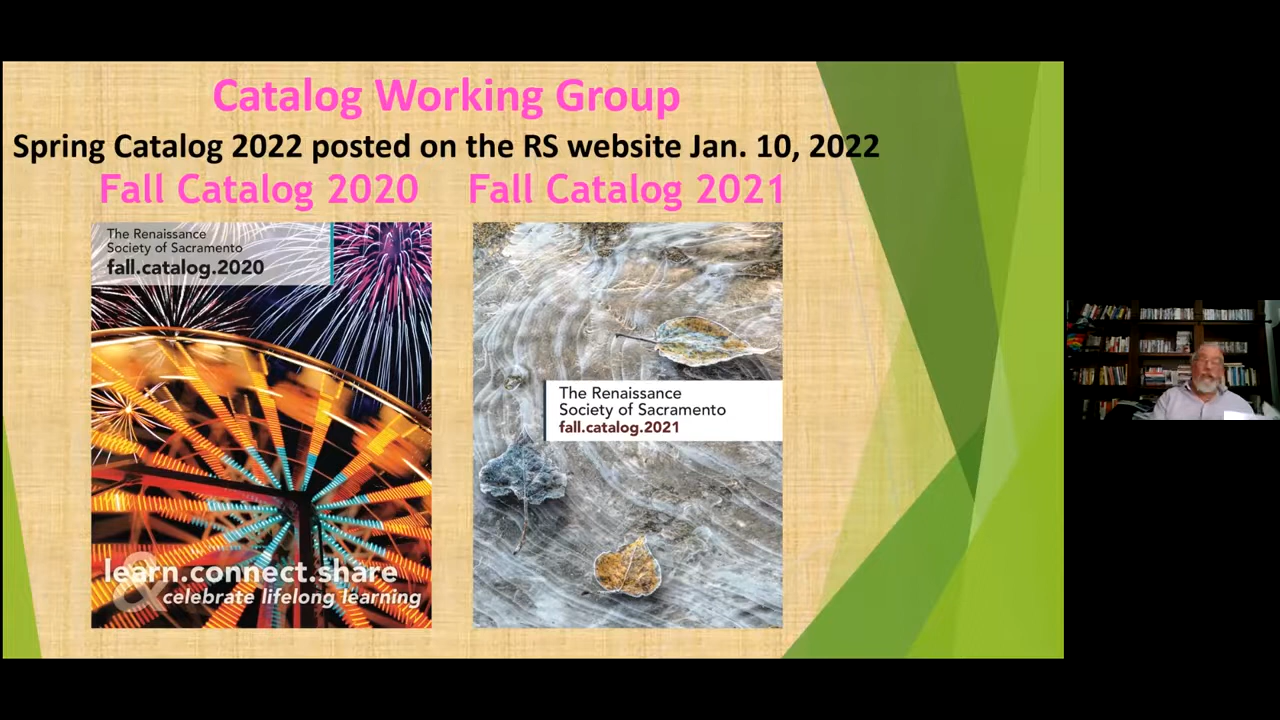 Catalog Working Group
Spring Catalog 2022 posted on the RS website Jan. 10, 2022
Fall Catalog 2020
Fall Catalog 2021
The Renaissance
Society of Sacramento
fall.catalog.2020
learn.connect.share
& celebrate lifelong learning
The Renaissance
Society of Sacramento
fall.catalog.2021